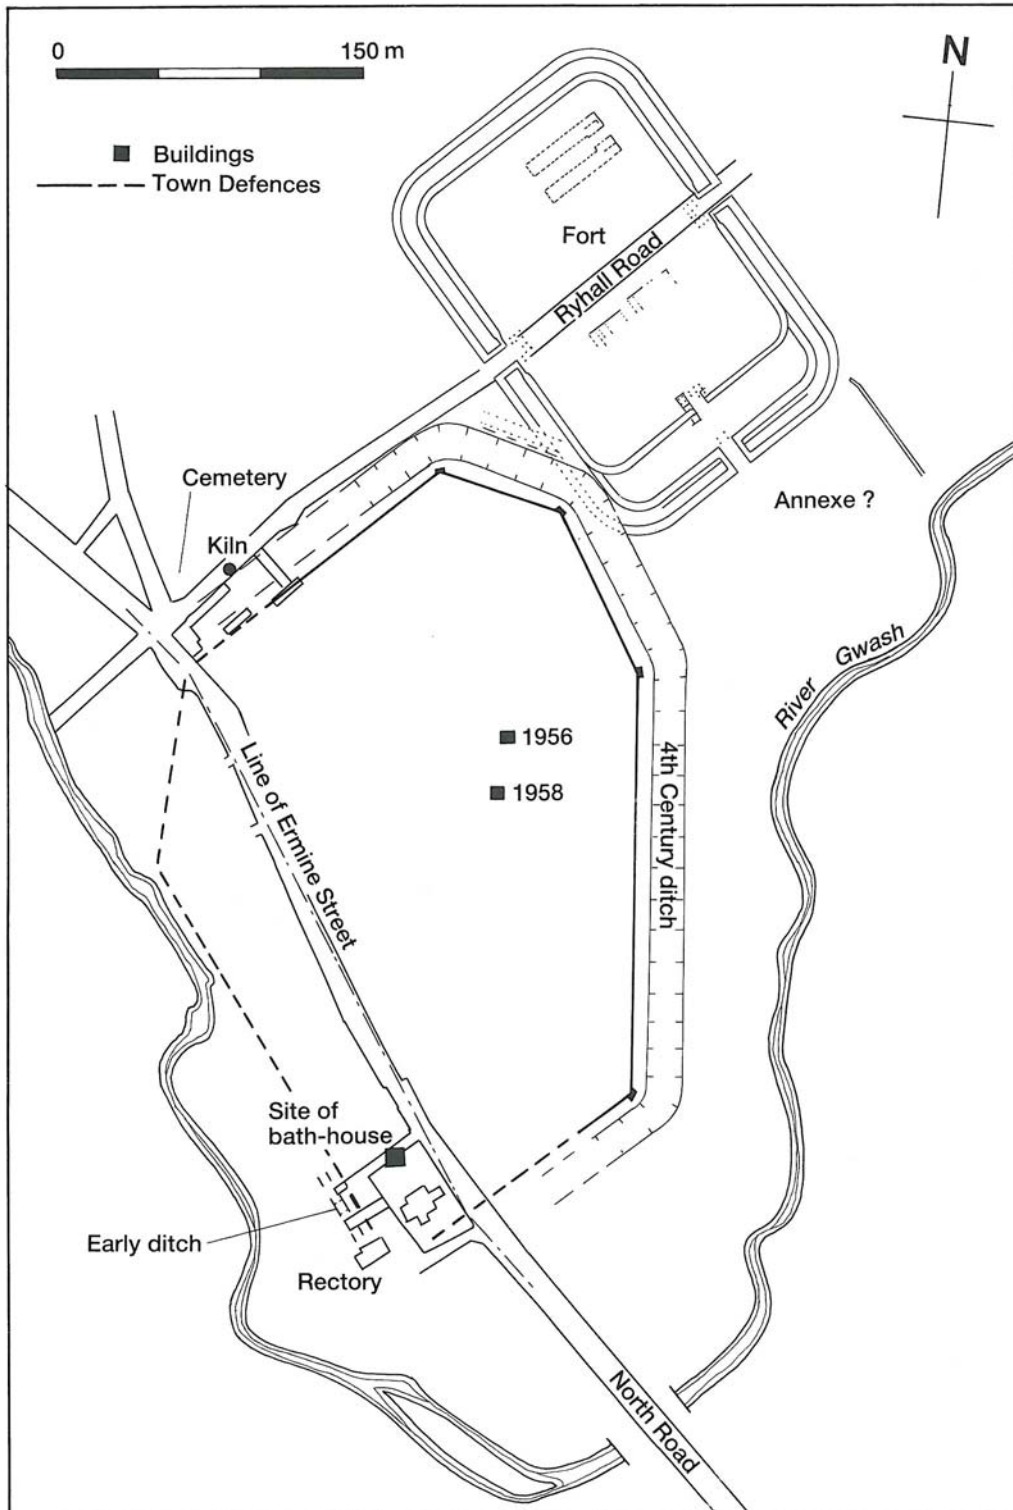 0 150 m
N
Buildings
Town Defences
Fort
Ryhall Road
Cemetery
Kiln
Annexe ?
River Gwash
1956
1958
Line of Ermine Street
4th Century ditch
Site of
bath-house
Early ditch
Rectory
North Road